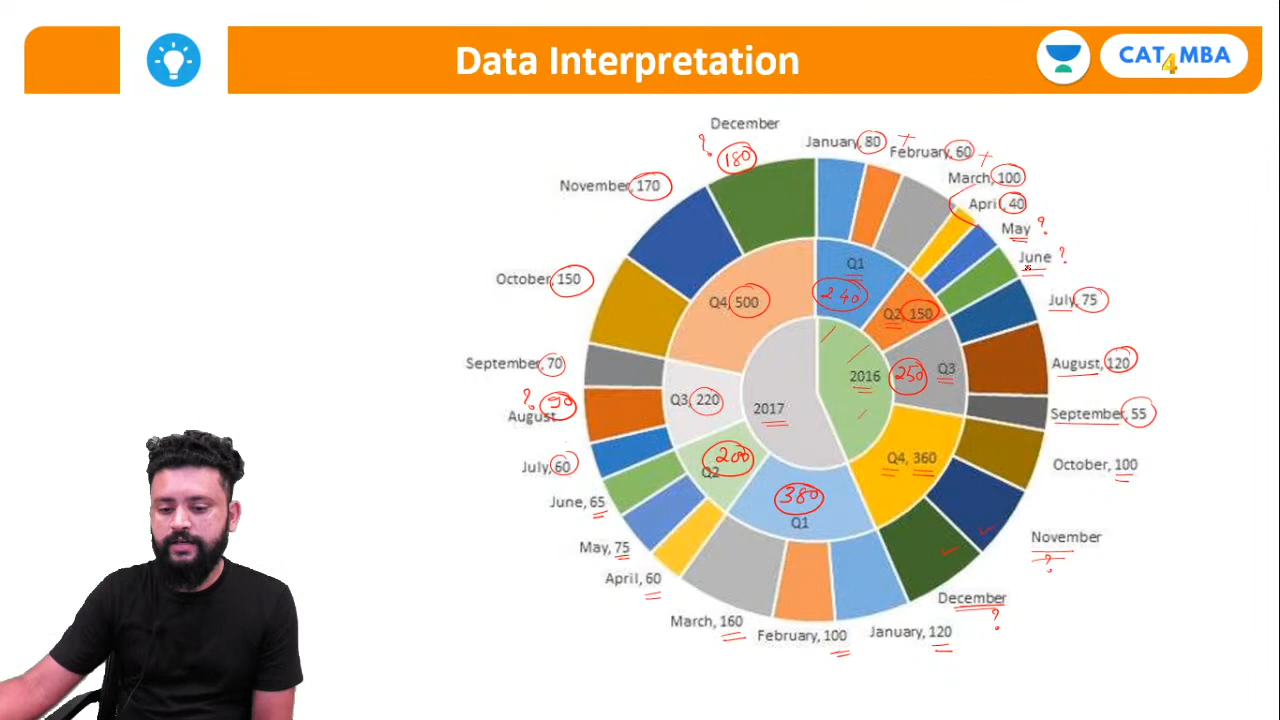 Data Interpretation
CAT4MBA
December
?
180
January, 80
+
February, 60
+
March, 100
April, 40
May ?
June ?
July, 75
August, 120
September, 55
October, 100
November
?
December
?
January, 120
February, 100
March, 160
April, 60
May, 75
June, 65
July, 60
?
90
August
September, 70
October, 150
November, 170
Q1
240
Q2, 150
Q3
250
Q4, 360
2016
2017
Q4, 500
Q3, 220
200
Q2
380
Q1